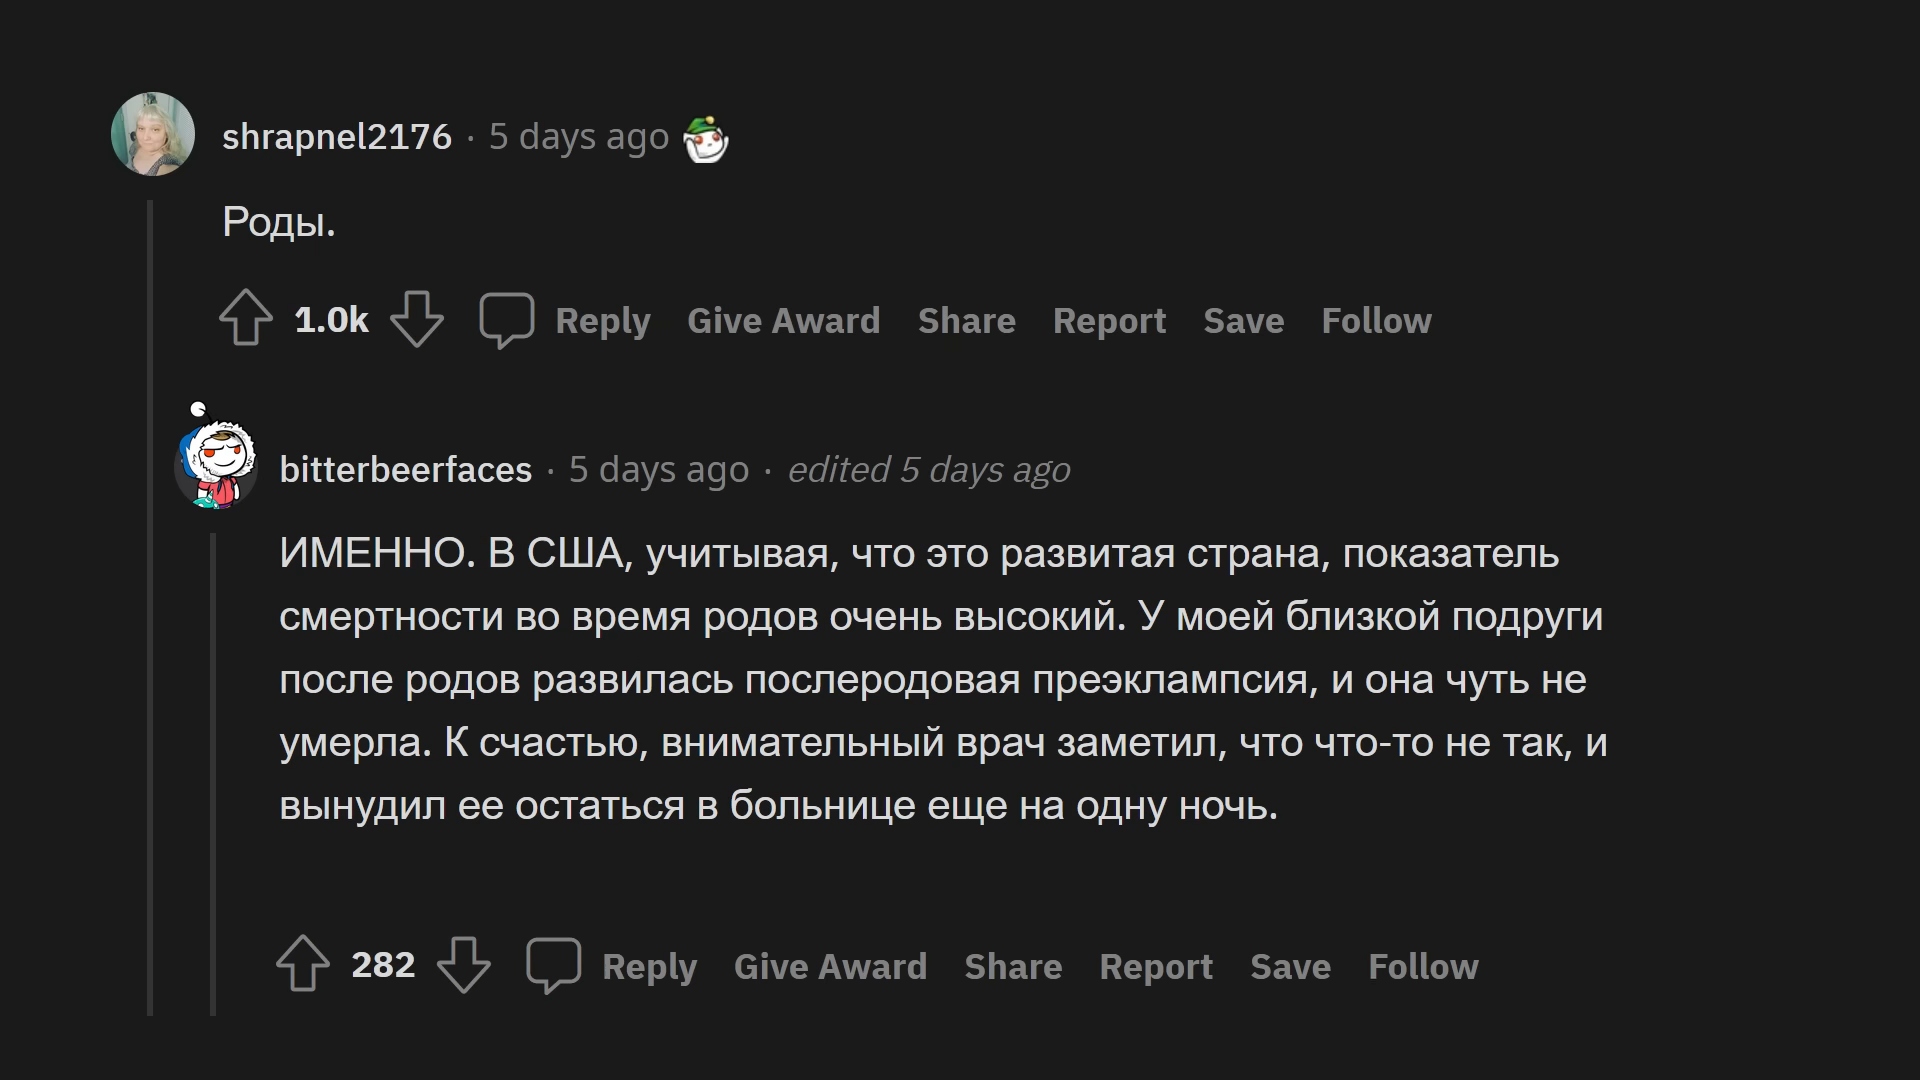 shrapnel2176 · 5 days ago
Роды.
1.0k Reply Give Award Share Report Save Follow
bitterbeerfaces · 5 days ago · edited 5 days ago
ИМЕННО. В США, учитывая, что это развитая страна, показатель
смертности во время родов очень высокий. У моей близкой подруги
после родов развилась послеродовая преэклампсия, и она чуть не
умерла. К счастью, внимательный врач заметил, что что-то не так, и
вынудил ее остаться в больнице еще на одну ночь.
282 Reply Give Award Share Report Save Follow